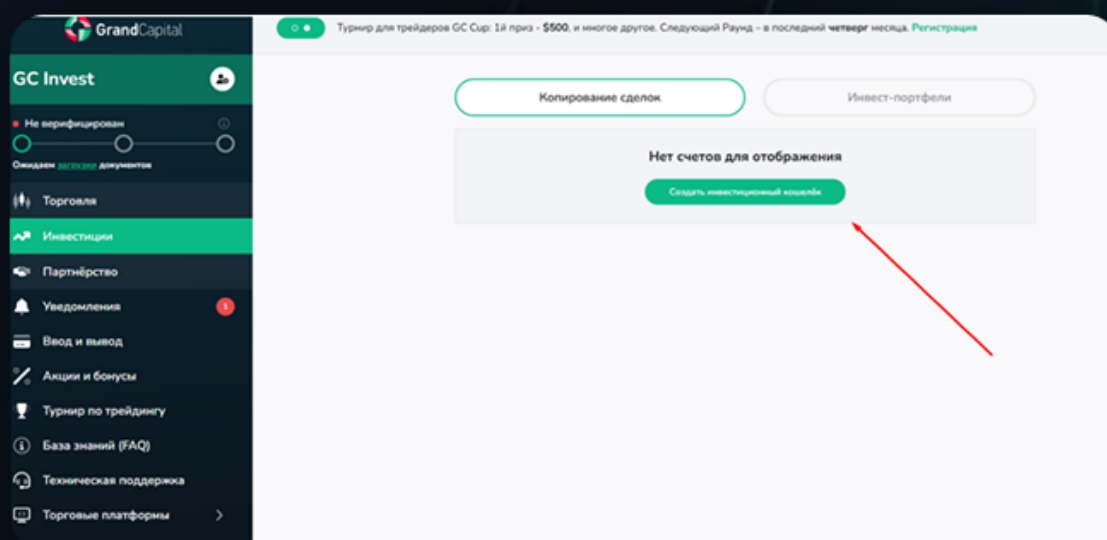 GrandCapital
Турнир для трейдеров GC Cup: 1й приз - $500, и многое другое. Следующий Раунд – в последний четверг месяца. Регистрация
GC Invest
Не верифицирован
Ожидаем загрузки документов
Торговля
Инвестиции
Партнёрство
Уведомления 1
Ввод и вывод
Акции и бонусы
Турнир по трейдингу
База знаний (FAQ)
Техническая поддержка
Торговые платформы
Копирование сделок
Инвест-портфели
Нет счетов для отображения
Создать инвестиционный кошелёк